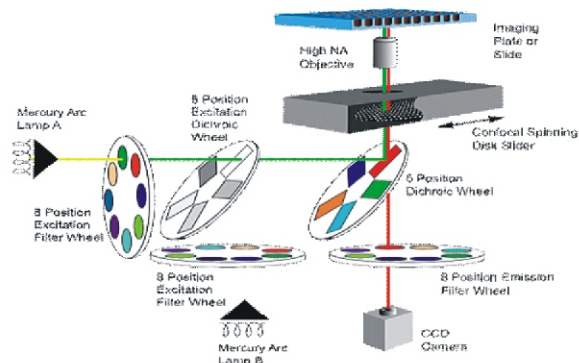 Imaging
Plate or
Slide
High NA
Objective
Mercury Arc
Lamp A
8 Position
Excitation
Dichroic
Wheel
Confocal Spinning
Disk Slider
5 Position
Dichroic Wheel
8 Position
Excitation
Filter Wheel
8 Position
Excitation
Filter Wheel
8 Position Emission
Filter Wheel
Mercury Arc
Lamp B
CCD
Camera